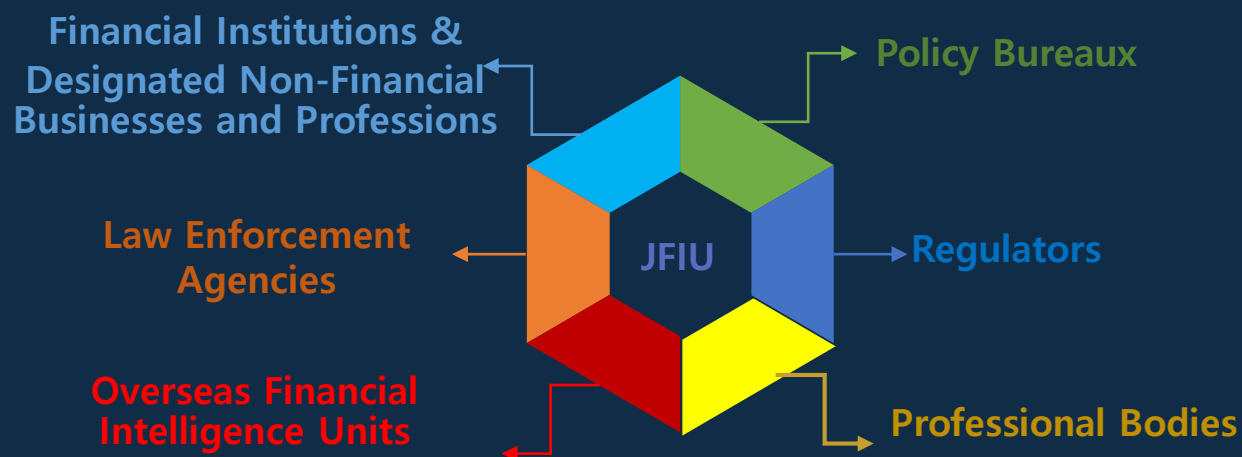 Financial Institutions &
Designated Non-Financial
Businesses and Professions
Policy Bureaux
Law Enforcement
Agencies
JFIU
Regulators
Overseas Financial
Intelligence Units
Professional Bodies